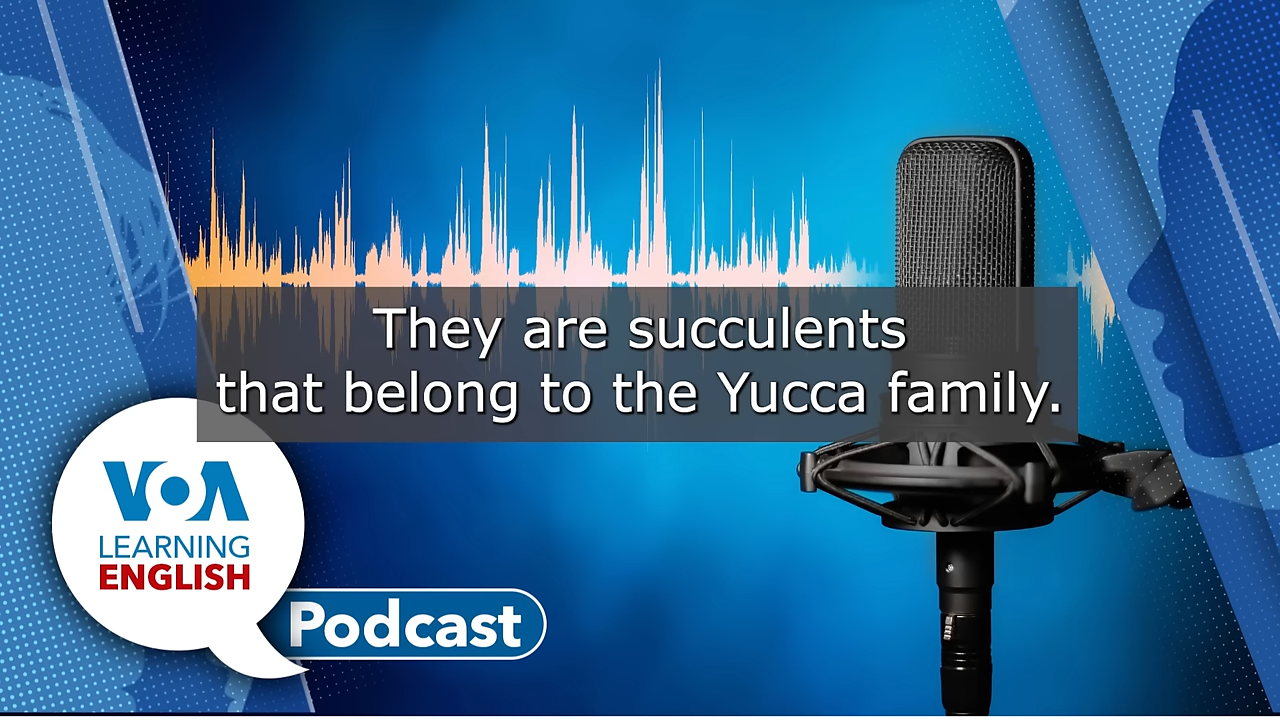 They are succulents
that belong to the Yucca family.
VOA
LEARNING
ENGLISH
Podcast